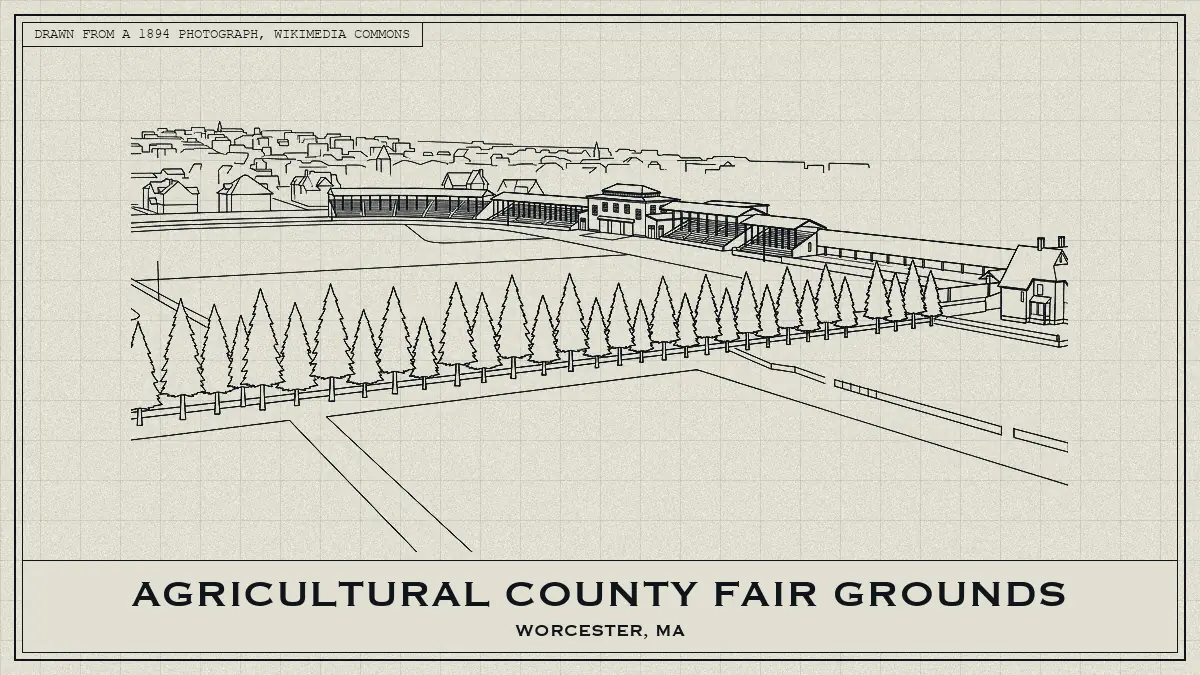 DRAWN FROM A 1894 PHOTOGRAPH, WIKIMEDIA COMMONS
AGRICULTURAL COUNTY FAIR GROUNDS
WORCESTER, MA